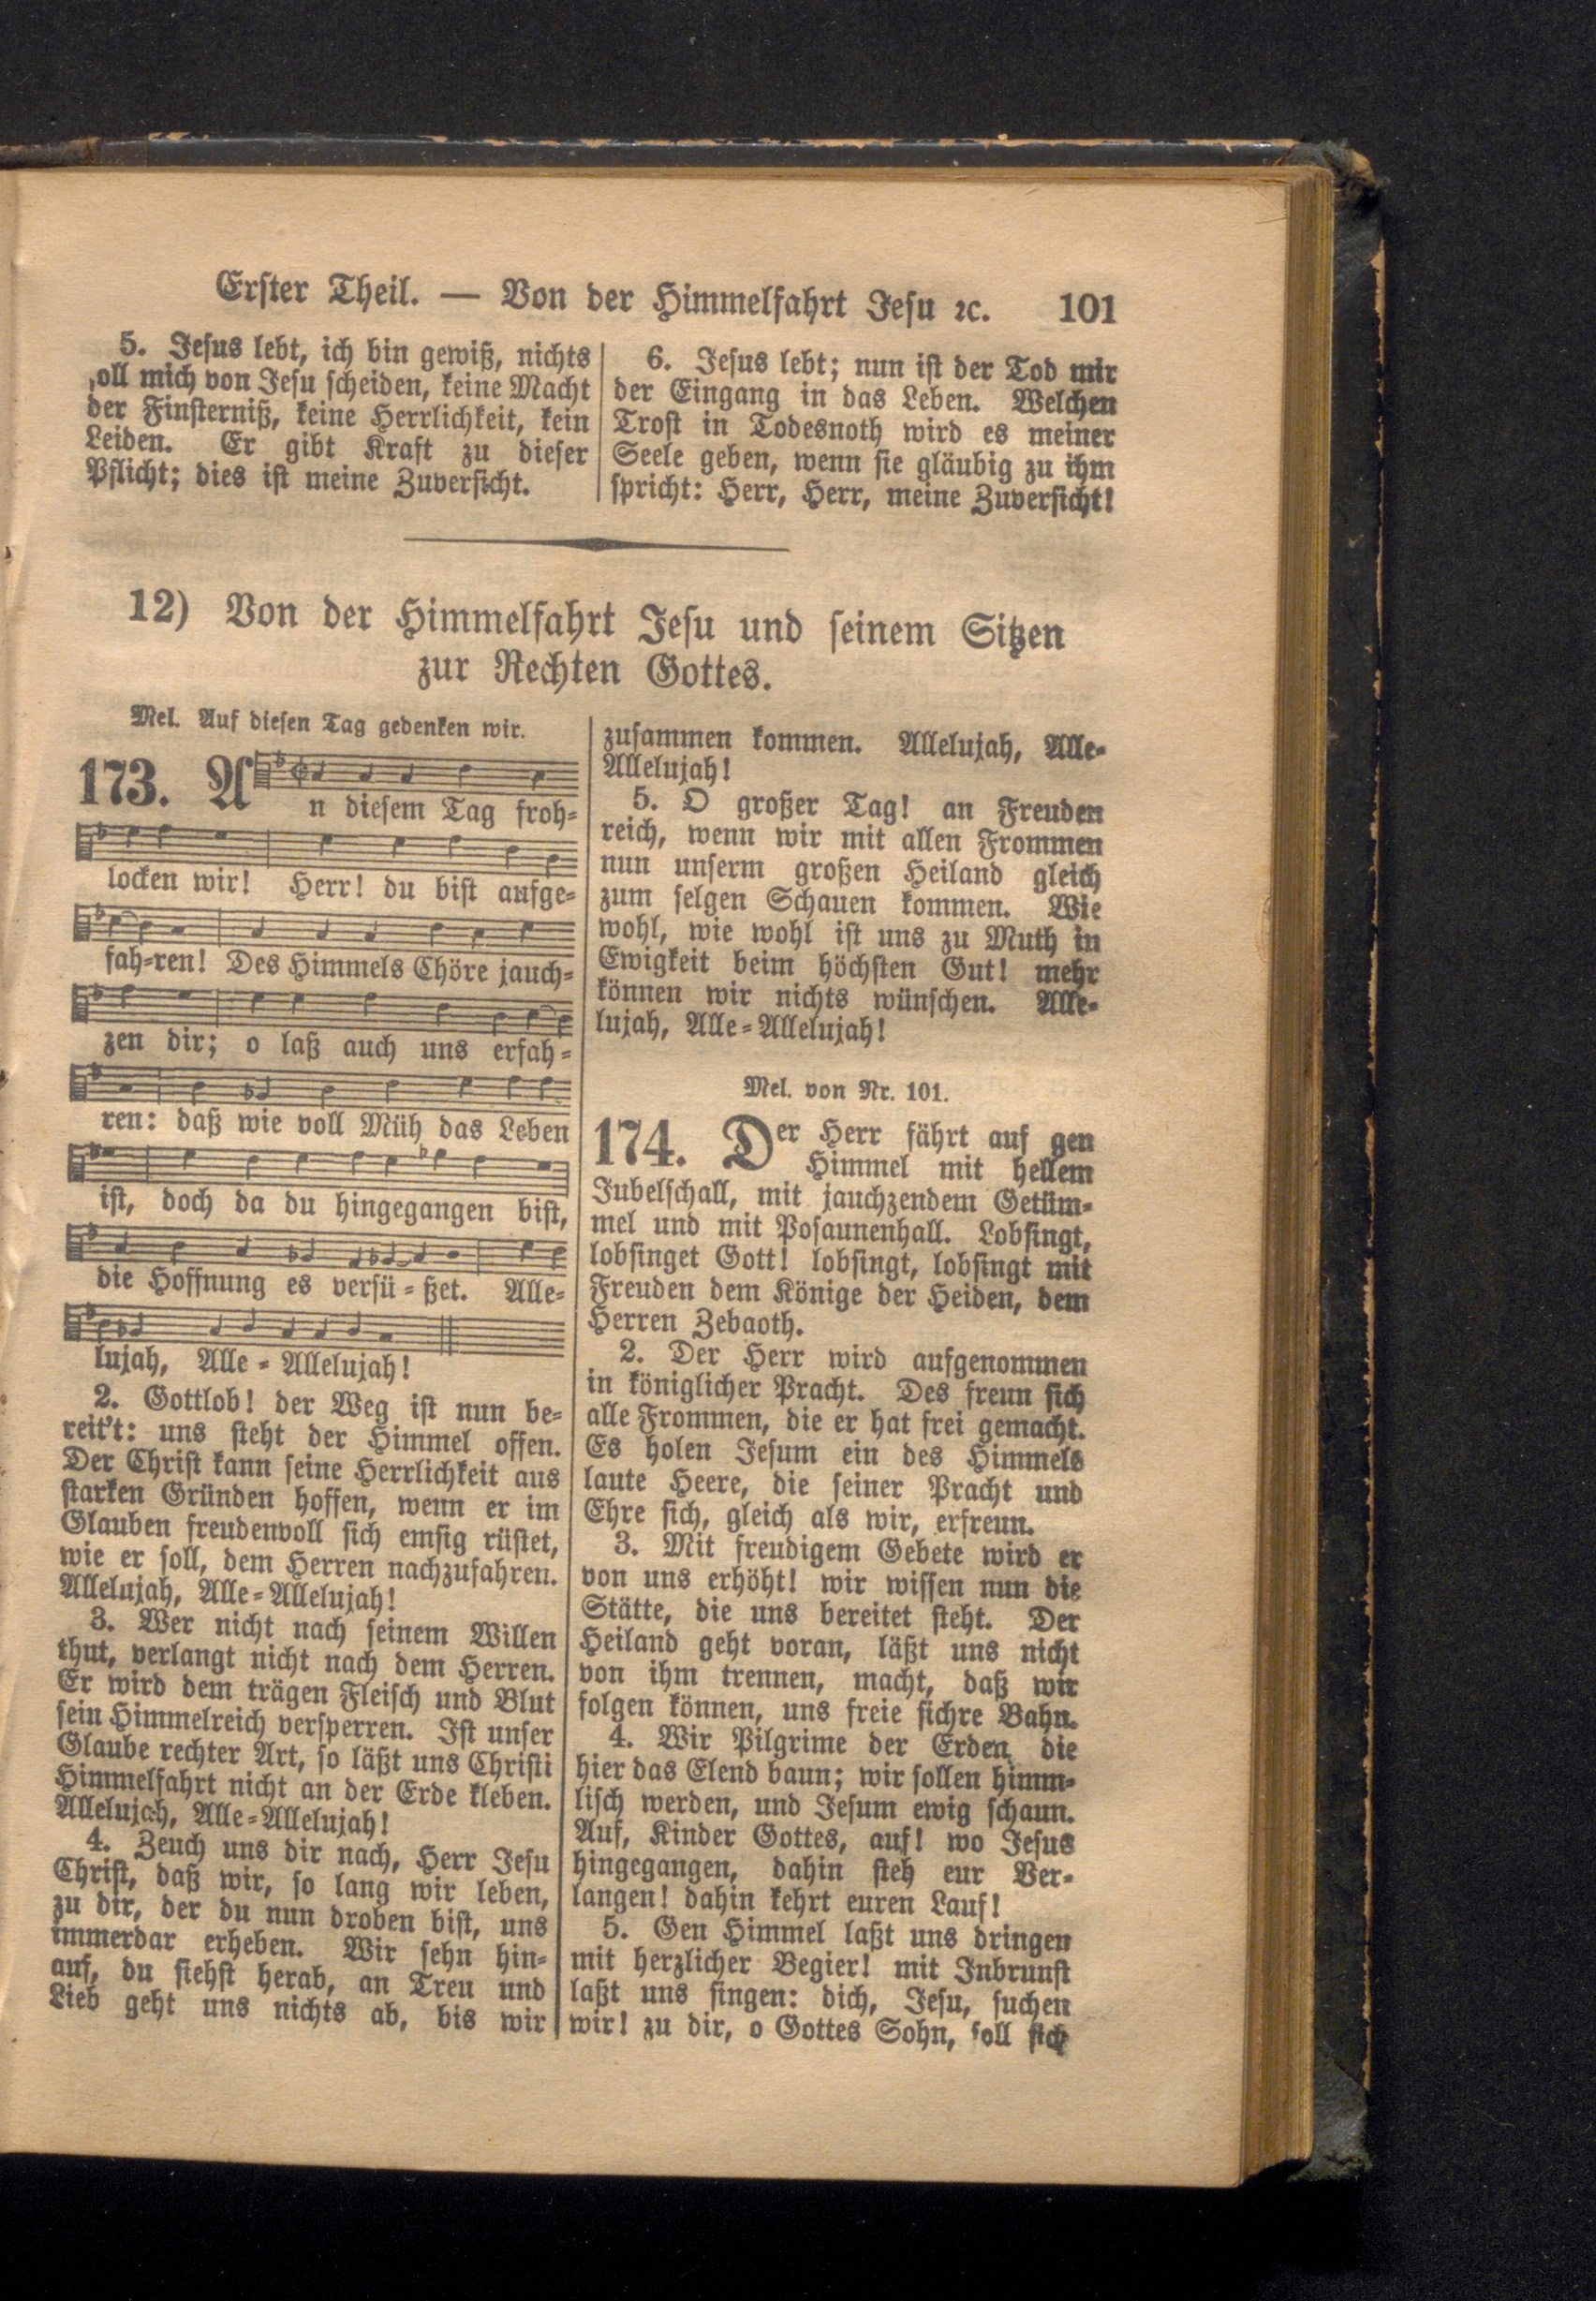 Erster Theil. — Von der Himmelfahrt Jesu ꝛc. 101
5. Jesus lebt, ich bin gewiß, nichts
soll mich von Jesu scheiden, keine Macht
der Finsterniß, keine Herrlichkeit, kein
Leiden. Er gibt Kraft zu dieser
Pflicht; dies ist meine Zuversicht.
6. Jesus lebt; nun ist der Tod mir
der Eingang in das Leben. Welchen
Trost in Todesnoth wird es meiner
Seele geben, wenn sie gläubig zu ihm
spricht: Herr, Herr, meine Zuversicht!
12) Von der Himmelfahrt Jesu und seinem Sitzen
zur Rechten Gottes.
Mel. Auf diesen Tag gedenken wir.
173. An diesem Tag froh-
locken wir! Herr! du bist aufge-
fah-ren! Des Himmels Chöre jauch-
zen dir; o laß auch uns erfah-
ren: daß wie voll Müh das Leben
ist, doch da du hingegangen bist,
die Hoffnung es versü-ßet. Alle-
lujah, Alle-Allelujah!
2. Gottlob! der Weg ist nun be-
reit't: uns steht der Himmel offen.
Der Christ kann seine Herrlichkeit aus
starken Gründen hoffen, wenn er im
Glauben freudenvoll sich emsig rüstet,
wie er soll, dem Herren nachzufahren.
Allelujah, Alle-Allelujah!
3. Wer nicht nach seinem Willen
thut, verlangt nicht nach dem Herren.
Er wird dem trägen Fleisch und Blut
sein Himmelreich versperren. Ist unser
Glaube rechter Art, so läßt uns Christi
Himmelfahrt nicht an der Erde kleben.
Allelujah, Alle-Allelujah!
4. Zeuch uns dir nach, Herr Jesu
Christ, daß wir, so lang wir leben,
zu dir, der du nun droben bist, uns
immerdar erheben. Wir sehn hin-
auf, du siehst herab, an Treu und
Lieb geht uns nichts ab, bis wir
zusammen kommen. Allelujah, Alle-
Allelujah!
5. O großer Tag! an Freuden
reich, wenn wir mit allen Frommen
nun unserm großen Heiland gleich
zum selgen Schauen kommen. Wie
wohl, wie wohl ist uns zu Muth in
Ewigkeit beim höchsten Gut! mehr
können wir nichts wünschen. Alle-
lujah, Alle-Allelujah!
Mel. von Nr. 101.
174. Der Herr fährt auf gen
Himmel mit hellem
Jubelschall, mit jauchzendem Getüm-
mel und mit Posaunenhall. Lobsingt,
lobsinget Gott! lobsingt, lobsingt mit
Freuden dem Könige der Heiden, dem
Herren Zebaoth.
2. Der Herr wird aufgenommen
in königlicher Pracht. Des freun sich
alle Frommen, die er hat frei gemacht.
Es holen Jesum ein des Himmels
laute Heere, die seiner Pracht und
Ehre sich, gleich als wir, erfreun.
3. Mit freudigem Gebete wird er
von uns erhöht! wir wissen nun die
Stätte, die uns bereitet steht. Der
Heiland geht voran, läßt uns nicht
von ihm trennen, macht, daß wir
folgen können, uns freie sichre Bahn.
4. Wir Pilgrime der Erden die
hier das Elend baun; wir sollen himm-
lisch werden, und Jesum ewig schaun.
Auf, Kinder Gottes, auf! wo Jesus
hingegangen, dahin steh eur Ver-
langen! dahin kehrt euren Lauf!
5. Gen Himmel laßt uns dringen
mit herzlicher Begier! mit Inbrunst
laßt uns singen: dich, Jesu, suchen
wir! zu dir, o Gottes Sohn, soll sich